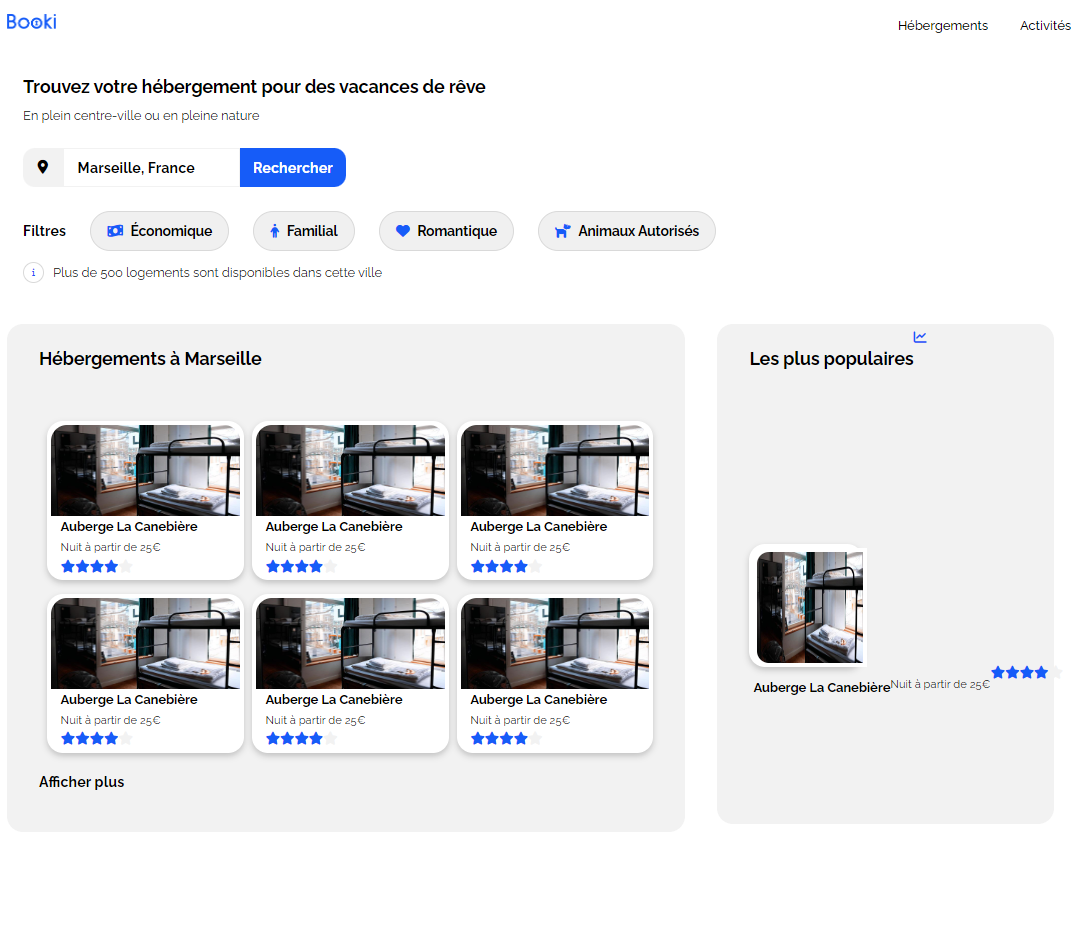 Booki
Hébergements Activités
Trouvez votre hébergement pour des vacances de rêve
En plein centre-ville ou en pleine nature
Marseille, France Rechercher
Filtres Économique Familial Romantique Animaux Autorisés
i Plus de 500 logements sont disponibles dans cette ville
Hébergements à Marseille
Auberge La Canebière Auberge La Canebière Auberge La Canebière
Nuit à partir de 25€ Nuit à partir de 25€ Nuit à partir de 25€
Auberge La Canebière Auberge La Canebière Auberge La Canebière
Nuit à partir de 25€ Nuit à partir de 25€ Nuit à partir de 25€
Afficher plus
Les plus populaires
Auberge La Canebière Nuit à partir de 25€